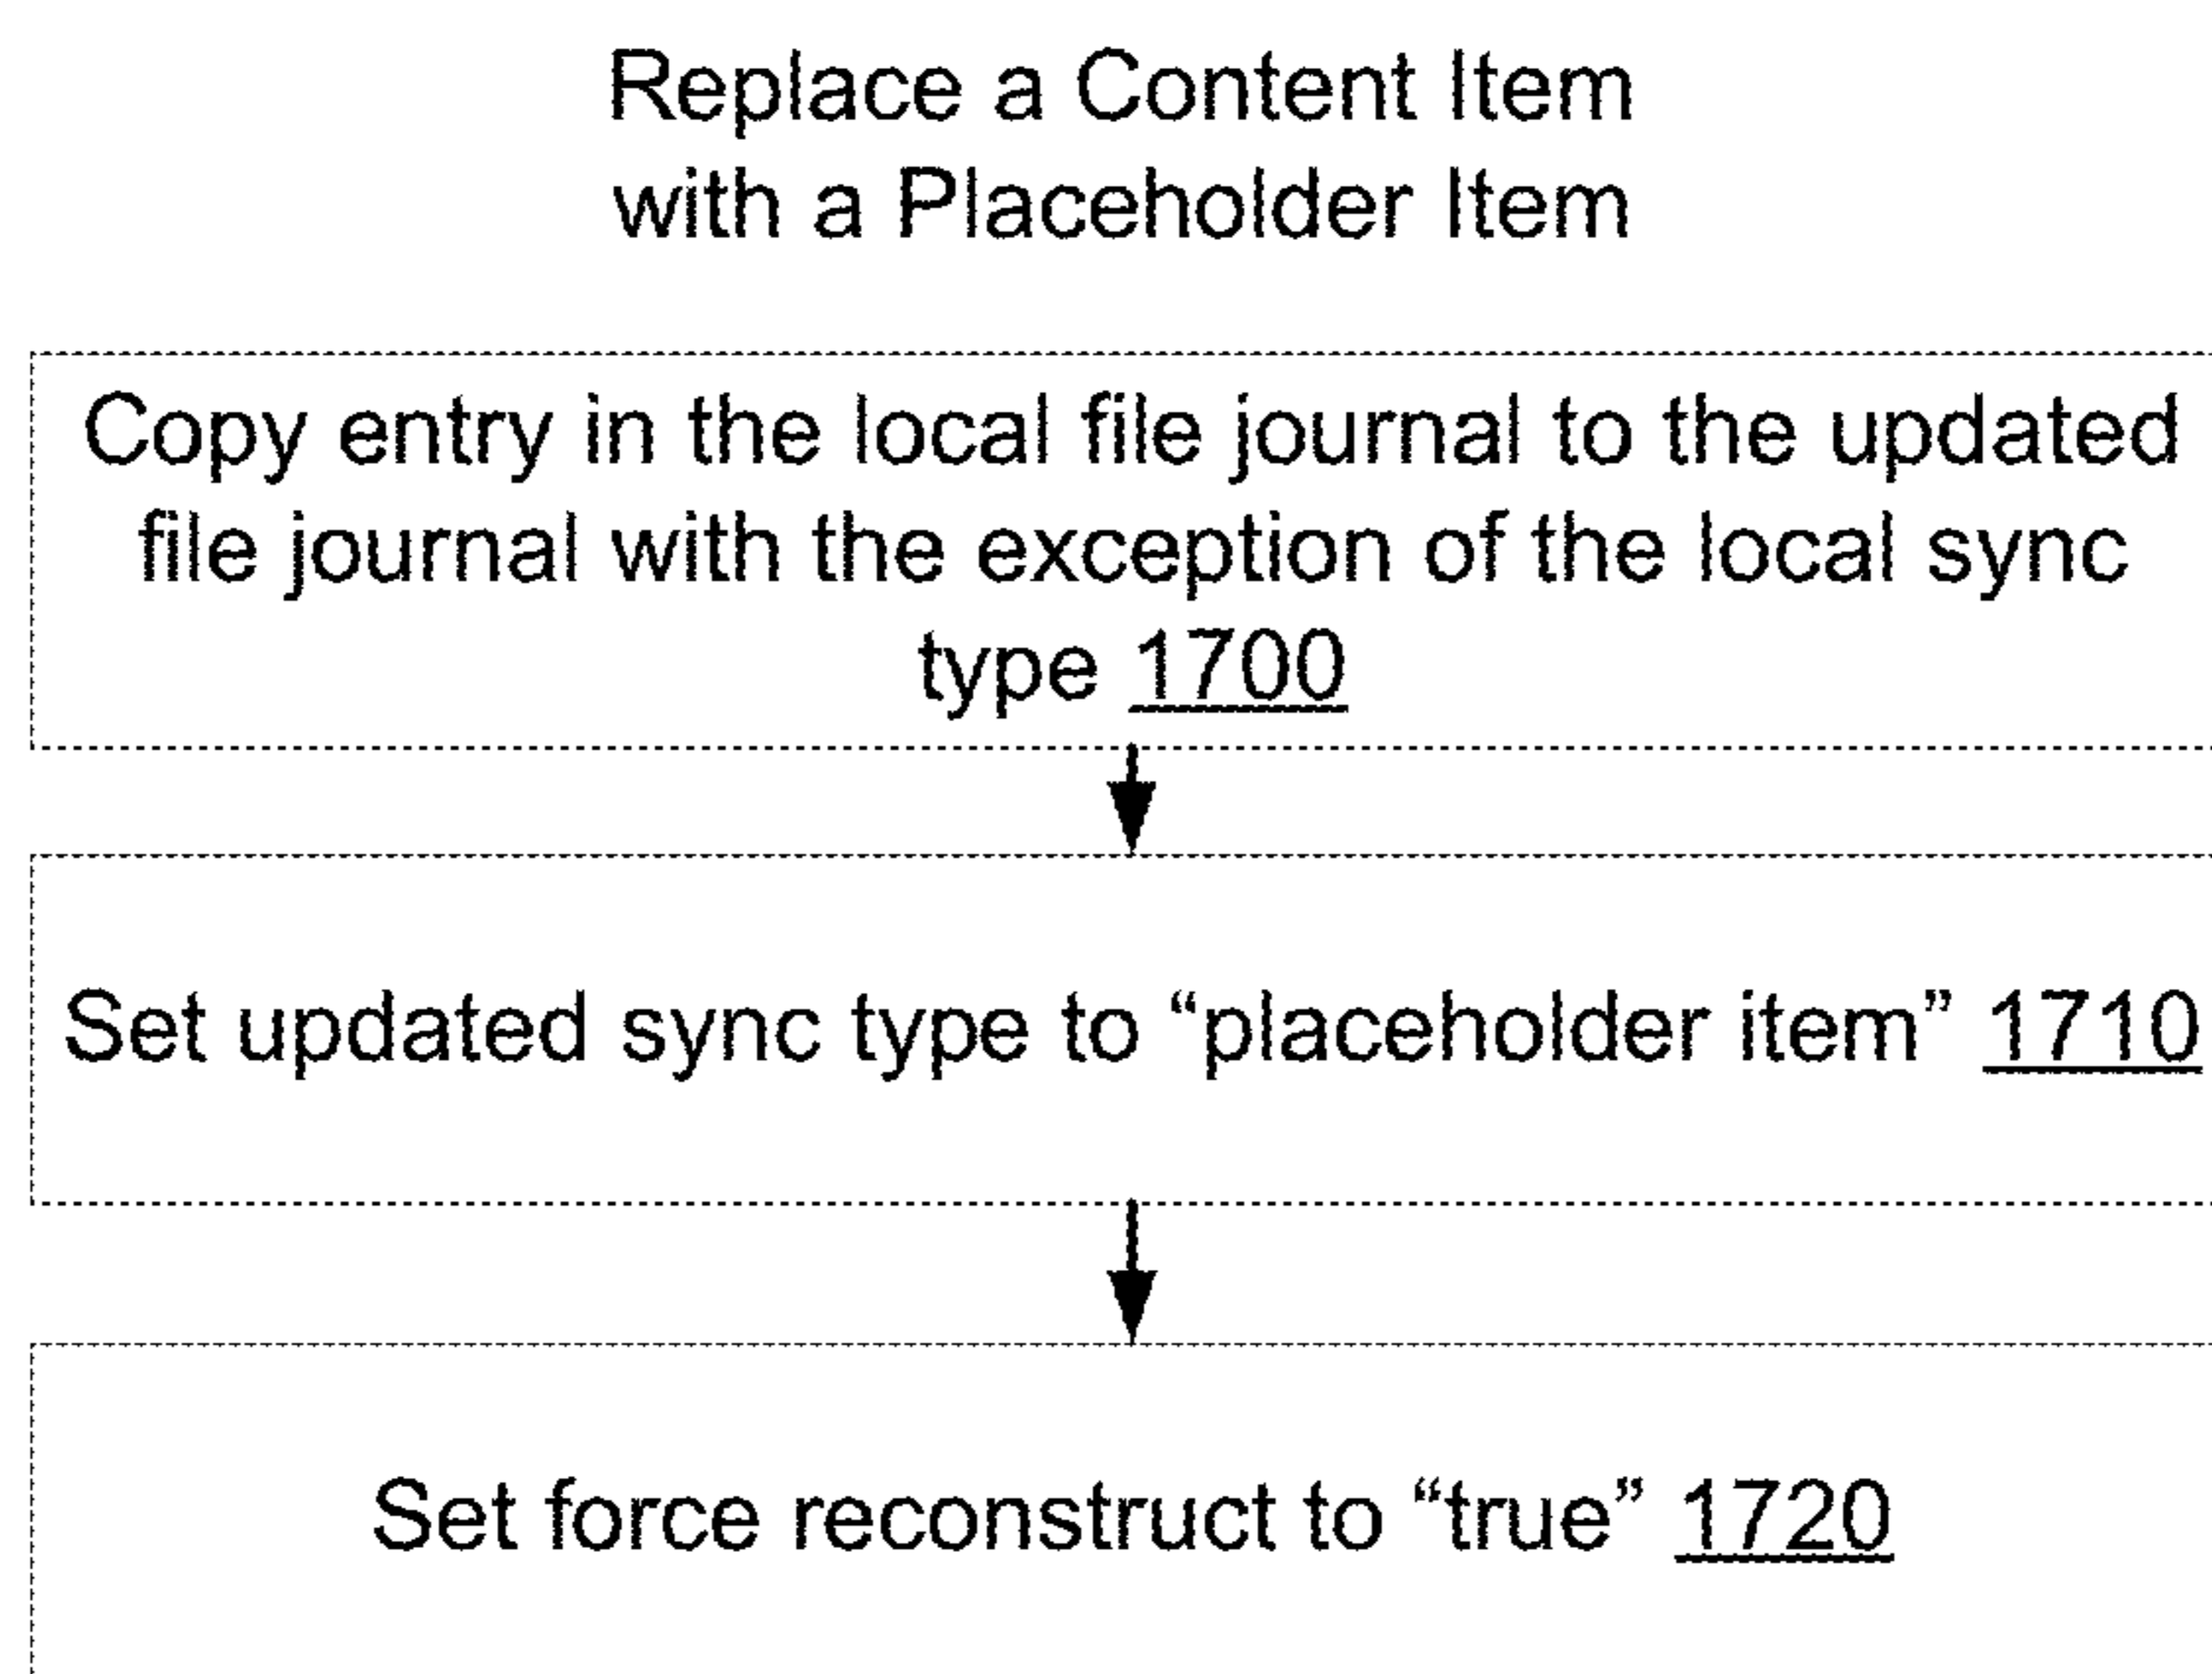 Replace a Content Item
with a Placeholder Item
Copy entry in the local file journal to the updated
file journal with the exception of the local sync
type 1700
Set updated sync type to “placeholder item” 1710
Set force reconstruct to “true” 1720